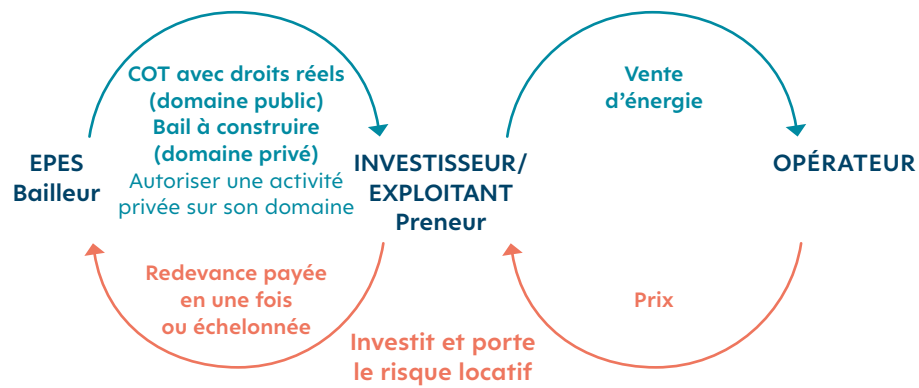 COT avec droits réels
(domaine public)
Bail à construire
(domaine privé)
Autoriser une activité
privée sur son domaine
Vente
d’énergie
EPES
Bailleur
INVESTISSEUR/
EXPLOITANT
Preneur
OPÉRATEUR
Redevance payée
en une fois
ou échelonnée
Prix
Investit et porte
le risque locatif